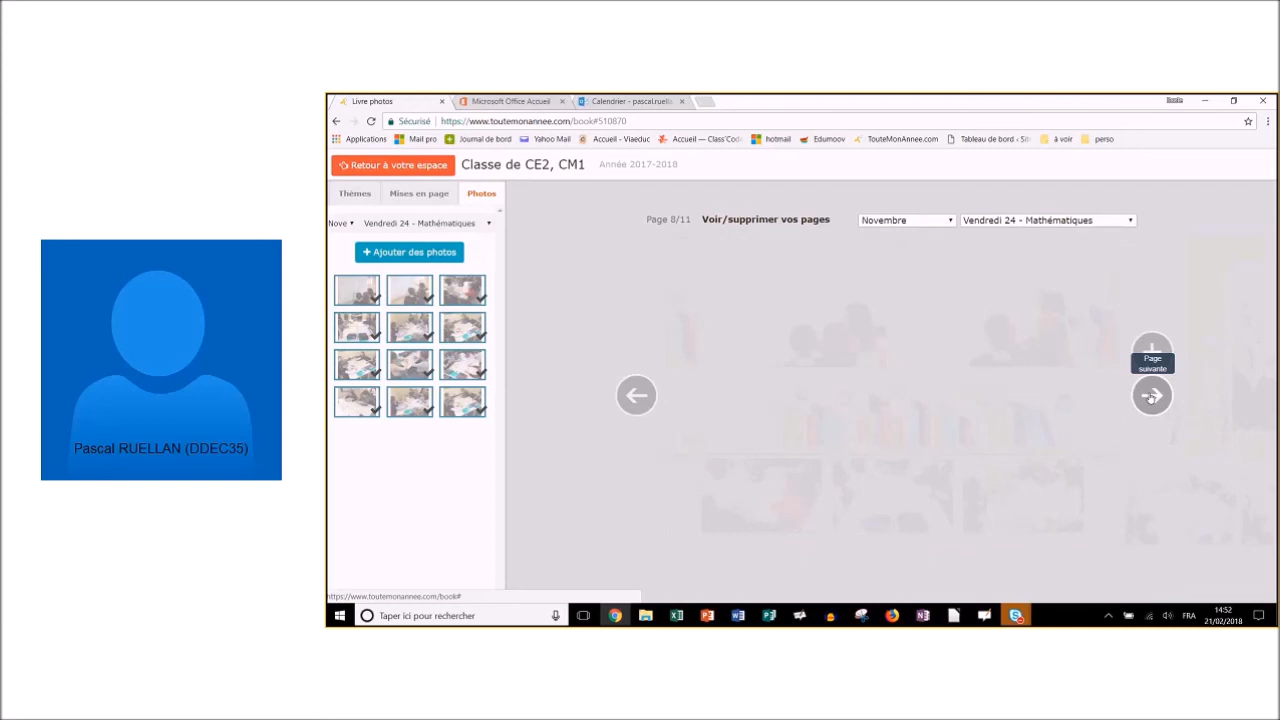 Livre photos
Microsoft Office Accueil
Calendrier - pascal.ruell
Sécurisé https://www.toutemonannee.com/book#510870
Applications Mail pro Journal de bord Yahoo Mail Accueil - Viaeduc Accueil — Class'Cod hotmail Edumoov TouteMonAnnee.com Tableau de bord ‹ Sim à voir perso
Retour à votre espace Classe de CE2, CM1 Année 2017-2018
Thèmes Mises en page Photos
Nove Vendredi 24 - Mathématiques
Page 8/11 Voir/supprimer vos pages Novembre Vendredi 24 - Mathématiques
+ Ajouter des photos
Page
suivante
Pascal RUELLAN (DDEC35)
https://www.toutemonannee.com/book#
Taper ici pour rechercher
FRA
14:52
21/02/2018